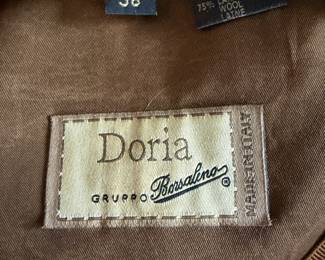 38
75%
WOOL
LAINE
Doria
GRUPPO Borsalino ®
MADE IN ITALY